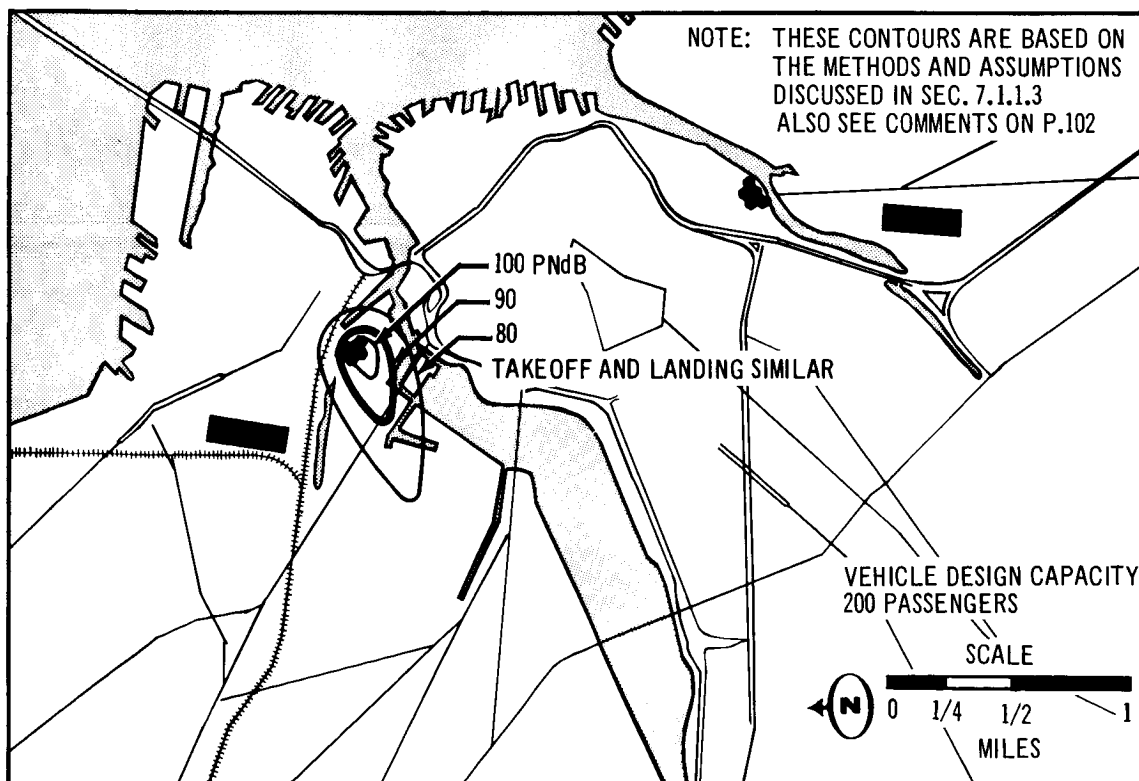 NOTE: THESE CONTOURS ARE BASED ON
THE METHODS AND ASSUMPTIONS
DISCUSSED IN SEC. 7.1.1.3
ALSO SEE COMMENTS ON P.102
100 PNdB
90
80
TAKEOFF AND LANDING SIMILAR
VEHICLE DESIGN CAPACITY
200 PASSENGERS
SCALE
N
0 1/4 1/2 1
MILES